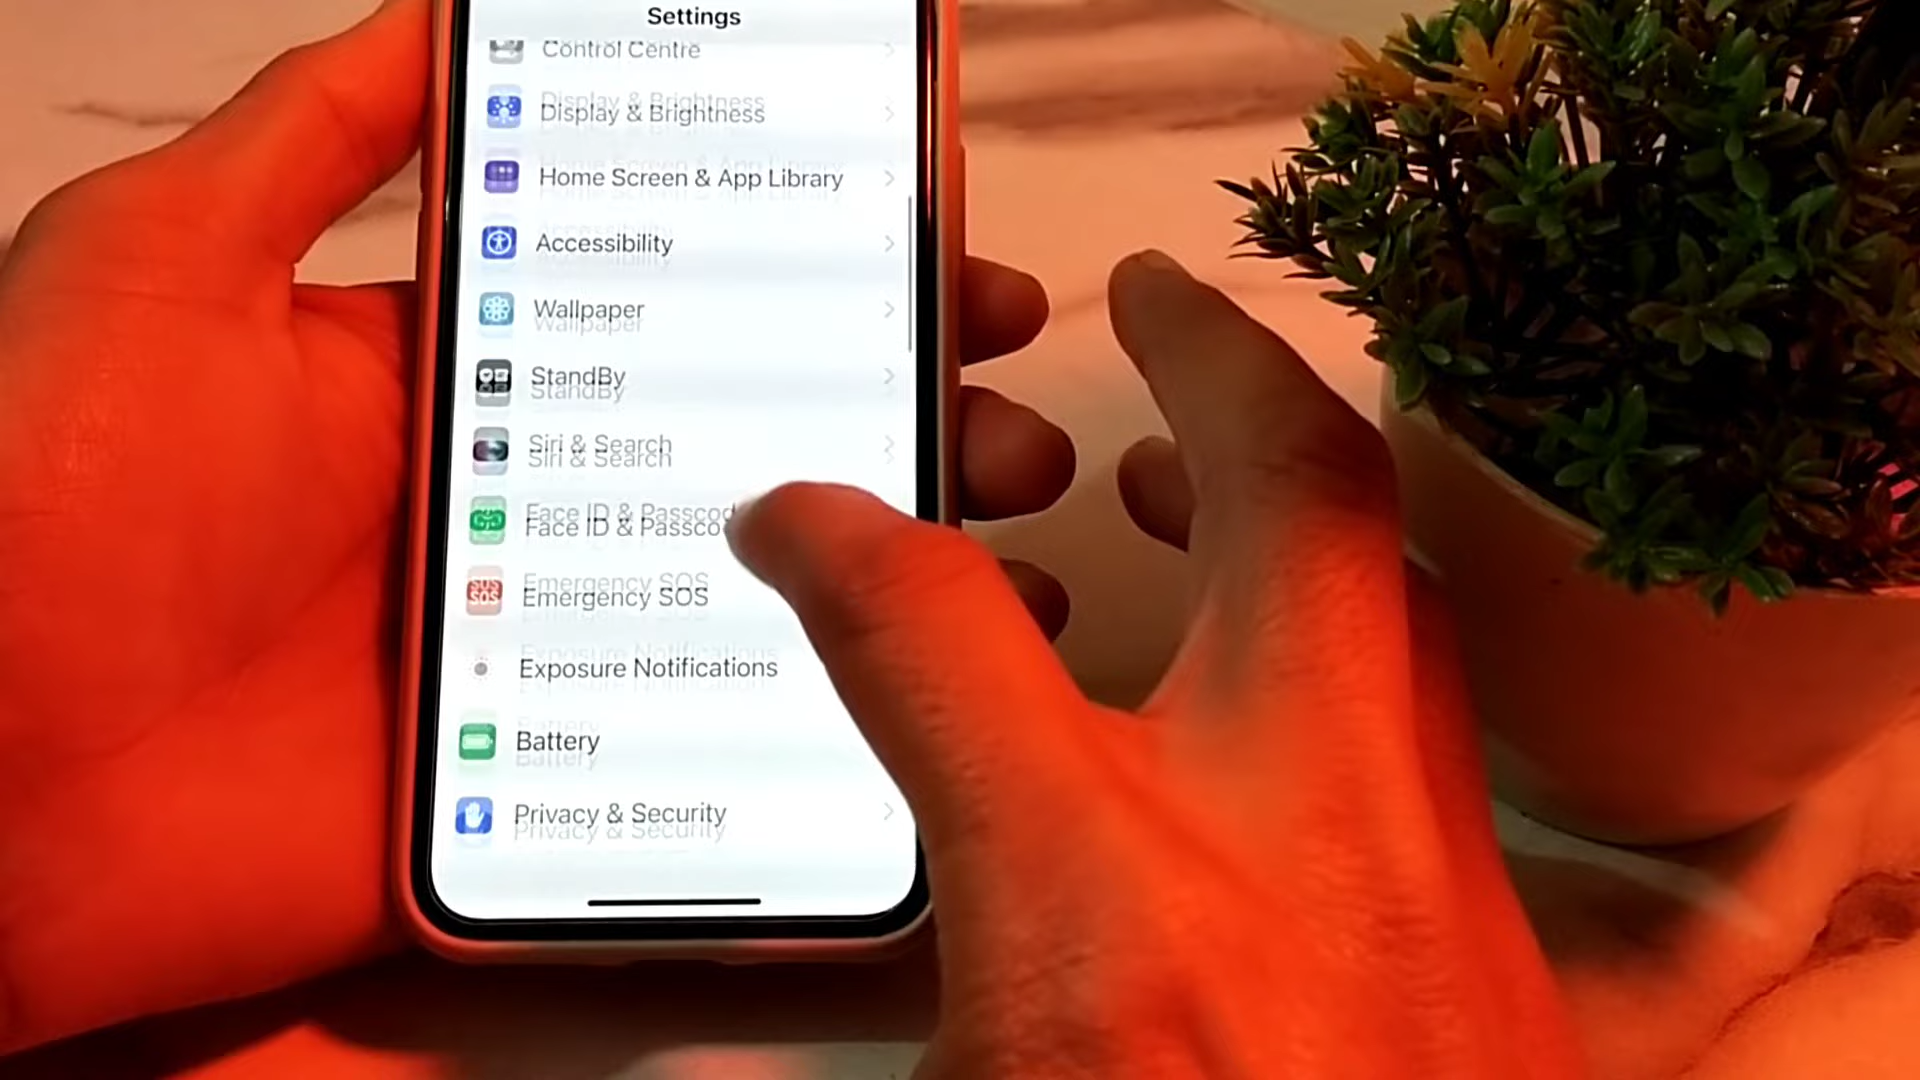 Settings
Control Centre
Display & Brightness
Home Screen & App Library
Accessibility
Wallpaper
StandBy
Siri & Search
Face ID & Passco
SOS
Emergency SOS
Exposure Notifications
Battery
Privacy & Security